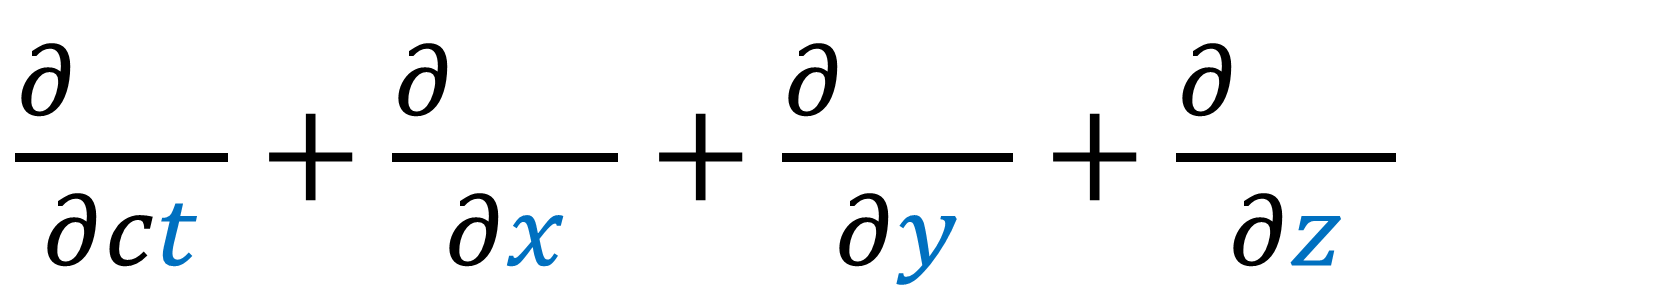 ∂/∂ct + ∂/∂x + ∂/∂y + ∂/∂z